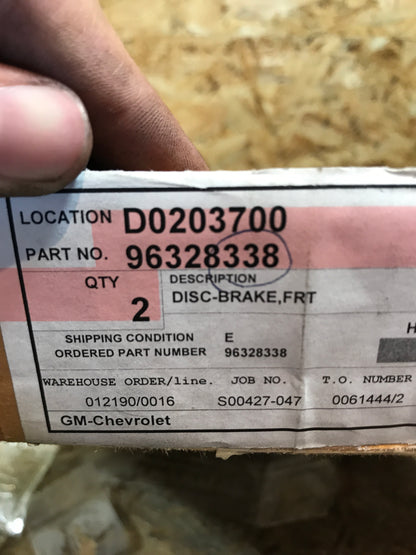 LOCATION D0203700
PART NO. 96328338
QTY
2
DESCRIPTION
DISC-BRAKE,FRT
SHIPPING CONDITION E
ORDERED PART NUMBER 96328338
WAREHOUSE ORDER/line. JOB NO. T.O. NUMBER
012190/0016 S00427-047 0061444/2
GM-Chevrolet